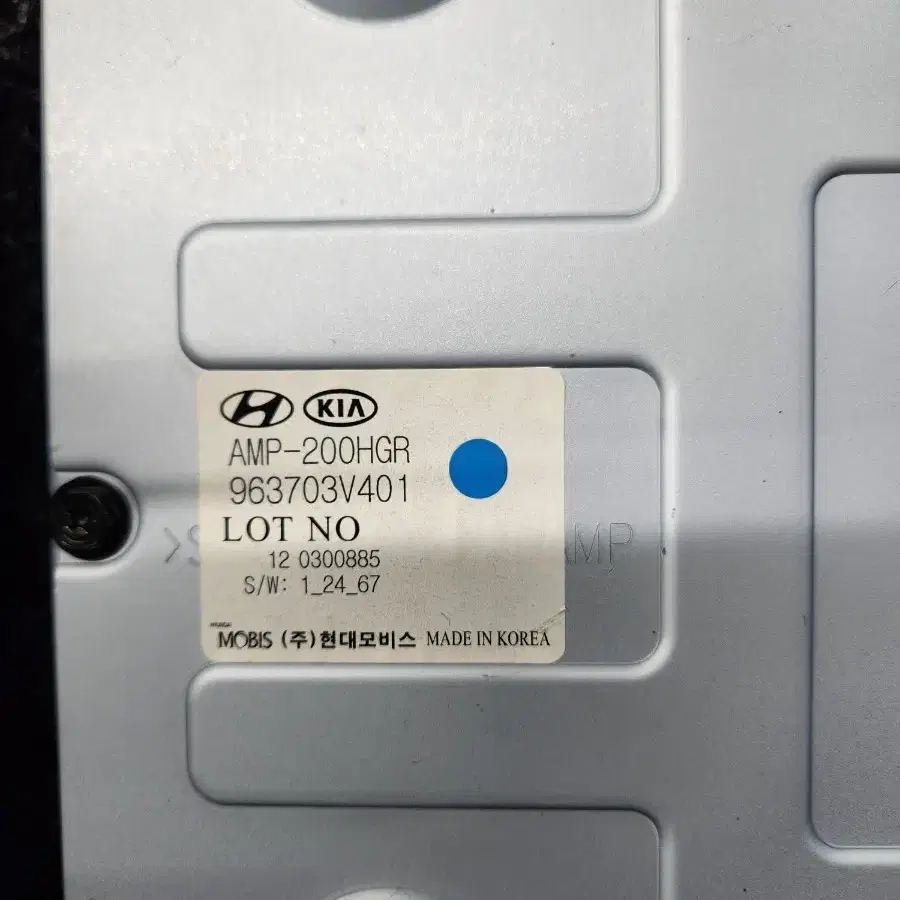 KIA
AMP-200HGR
963703V401
LOT NO
12 0300885
S/W: 1_24_67
HYUNDAI
MOBIS (주)현대모비스 MADE IN KOREA
>S AMP